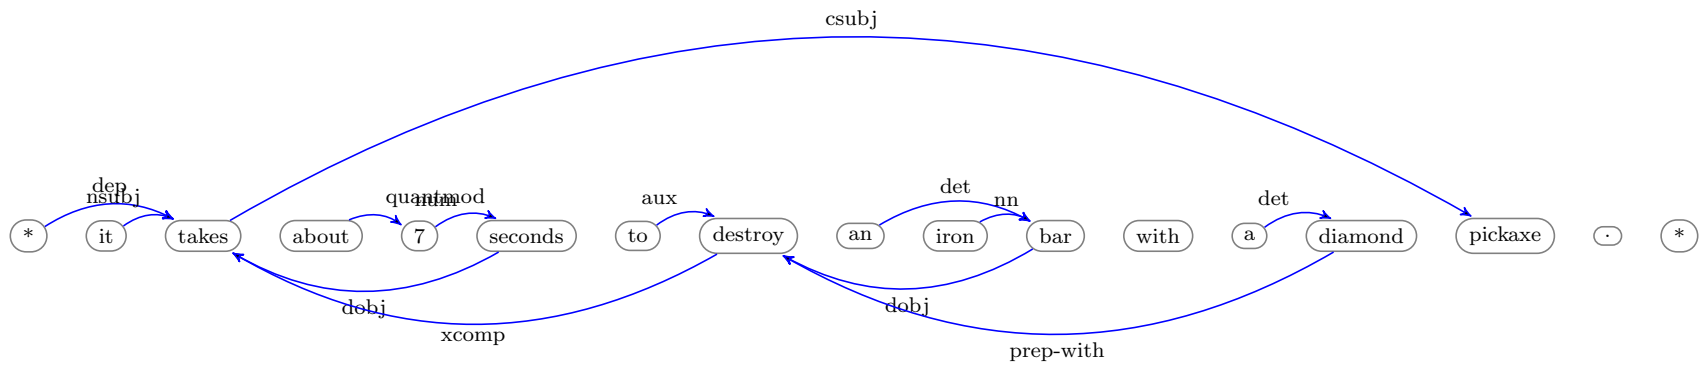 csubj
dep
nsubj quantmod num aux det nn det
* it takes about 7 seconds to destroy an iron bar with a diamond pickaxe . *
dobj dobj
xcomp
prep-with